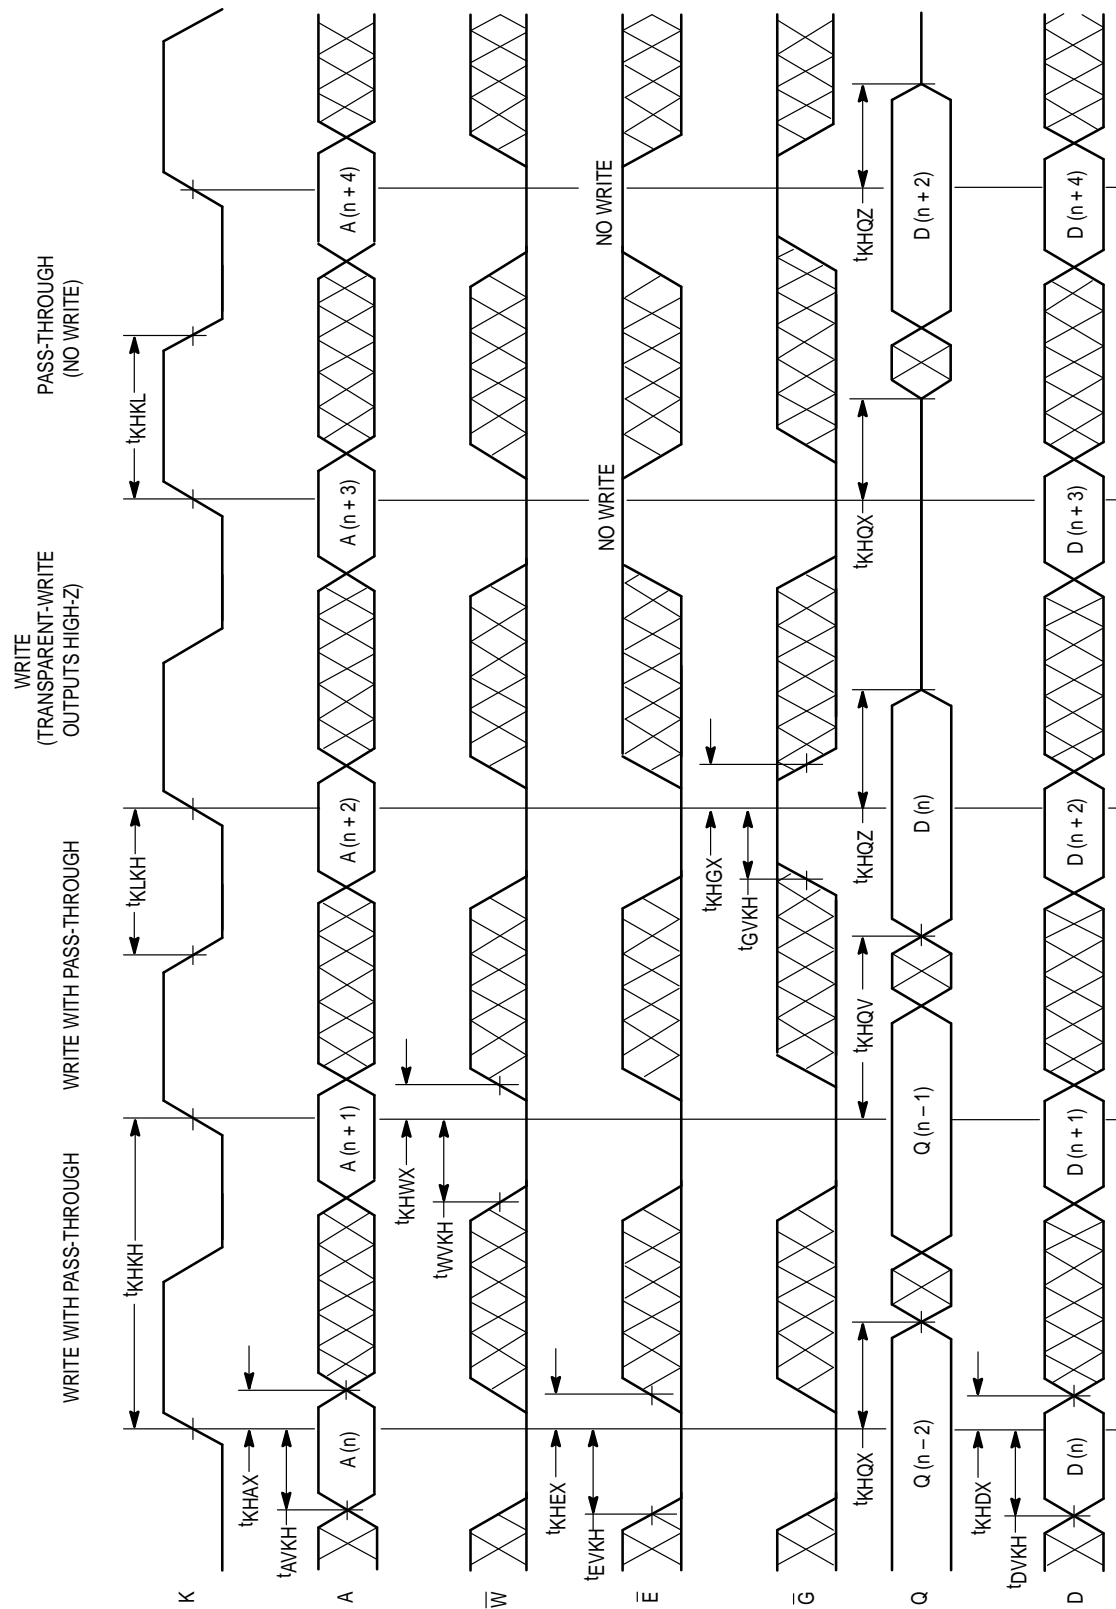 WRITE WITH PASS-THROUGH
WRITE WITH PASS-THROUGH
WRITE
(TRANSPARENT-WRITE
OUTPUTS HIGH-Z)
PASS-THROUGH
(NO WRITE)
K
tKHKH
tKLKH
tKHKL
A
tKHAX
tAVKH
A (n)
A (n + 1)
A (n + 2)
A (n + 3)
A (n + 4)
W
tKHWX
tWVKH
E
tKHEX
tEVKH
NO WRITE
NO WRITE
G
tKHGX
tGVKH
Q
tKHQX
tKHQV
tKHQZ
tKHQX
tKHQZ
Q (n – 2)
Q (n – 1)
D (n)
D (n + 2)
D
tKHDX
tDVKH
D (n)
D (n + 1)
D (n + 2)
D (n + 3)
D (n + 4)